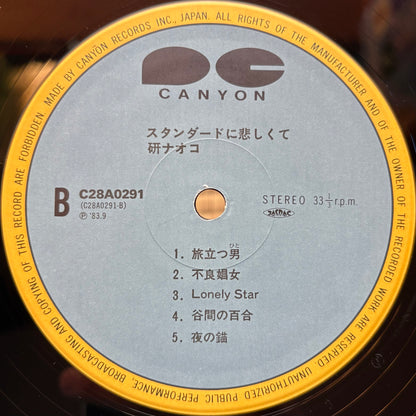 CANYON
スタンダードに悲しくて
研ナオコ
B
C28A0291
(C28A0291-B)
Ⓟ '83.9
STEREO 33⅓r.p.m.
1. 旅立つ男
ひと
2. 不良娼女
3. Lonely Star
4. 谷間の百合
5. 夜の錨
MADE BY CANYON RECORDS INC., JAPAN. ALL RIGHTS OF THE MANUFACTURER AND OF THE OWNER OF THE RECORDED WORK ARE RESERVED. UNAUTHORIZED PUBLIC PERFORMANCE, BROADCASTING AND COPYING OF THIS RECORD ARE FORBIDDEN.